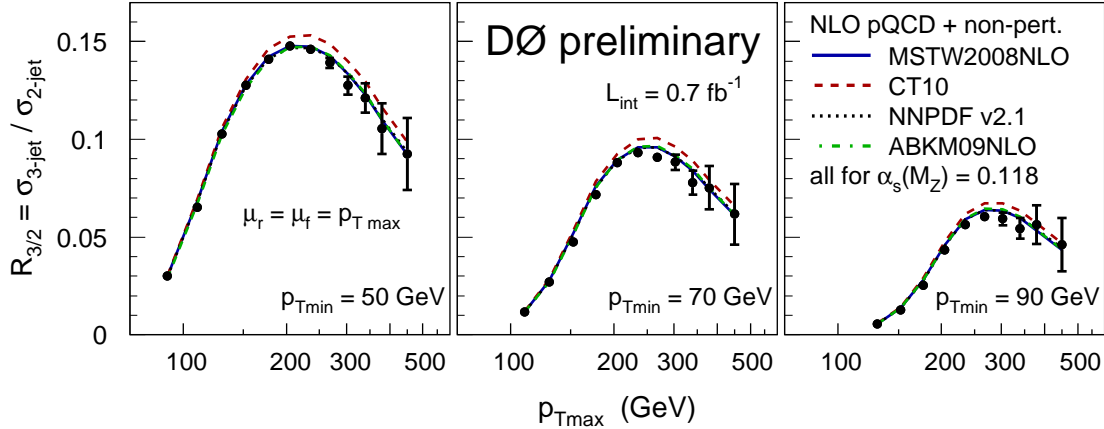 R3/2 = σ3-jet / σ2-jet
0.15
0.1
0.05
0
μr = μf = pT max
pTmin = 50 GeV
100
200
300
500
DØ preliminary
Lint = 0.7 fb-1
pTmin = 70 GeV
100
200
300
500
NLO pQCD + non-pert.
MSTW2008NLO
CT10
NNPDF v2.1
ABKM09NLO
all for αs(MZ) = 0.118
pTmin = 90 GeV
100
200
300
500
pTmax (GeV)